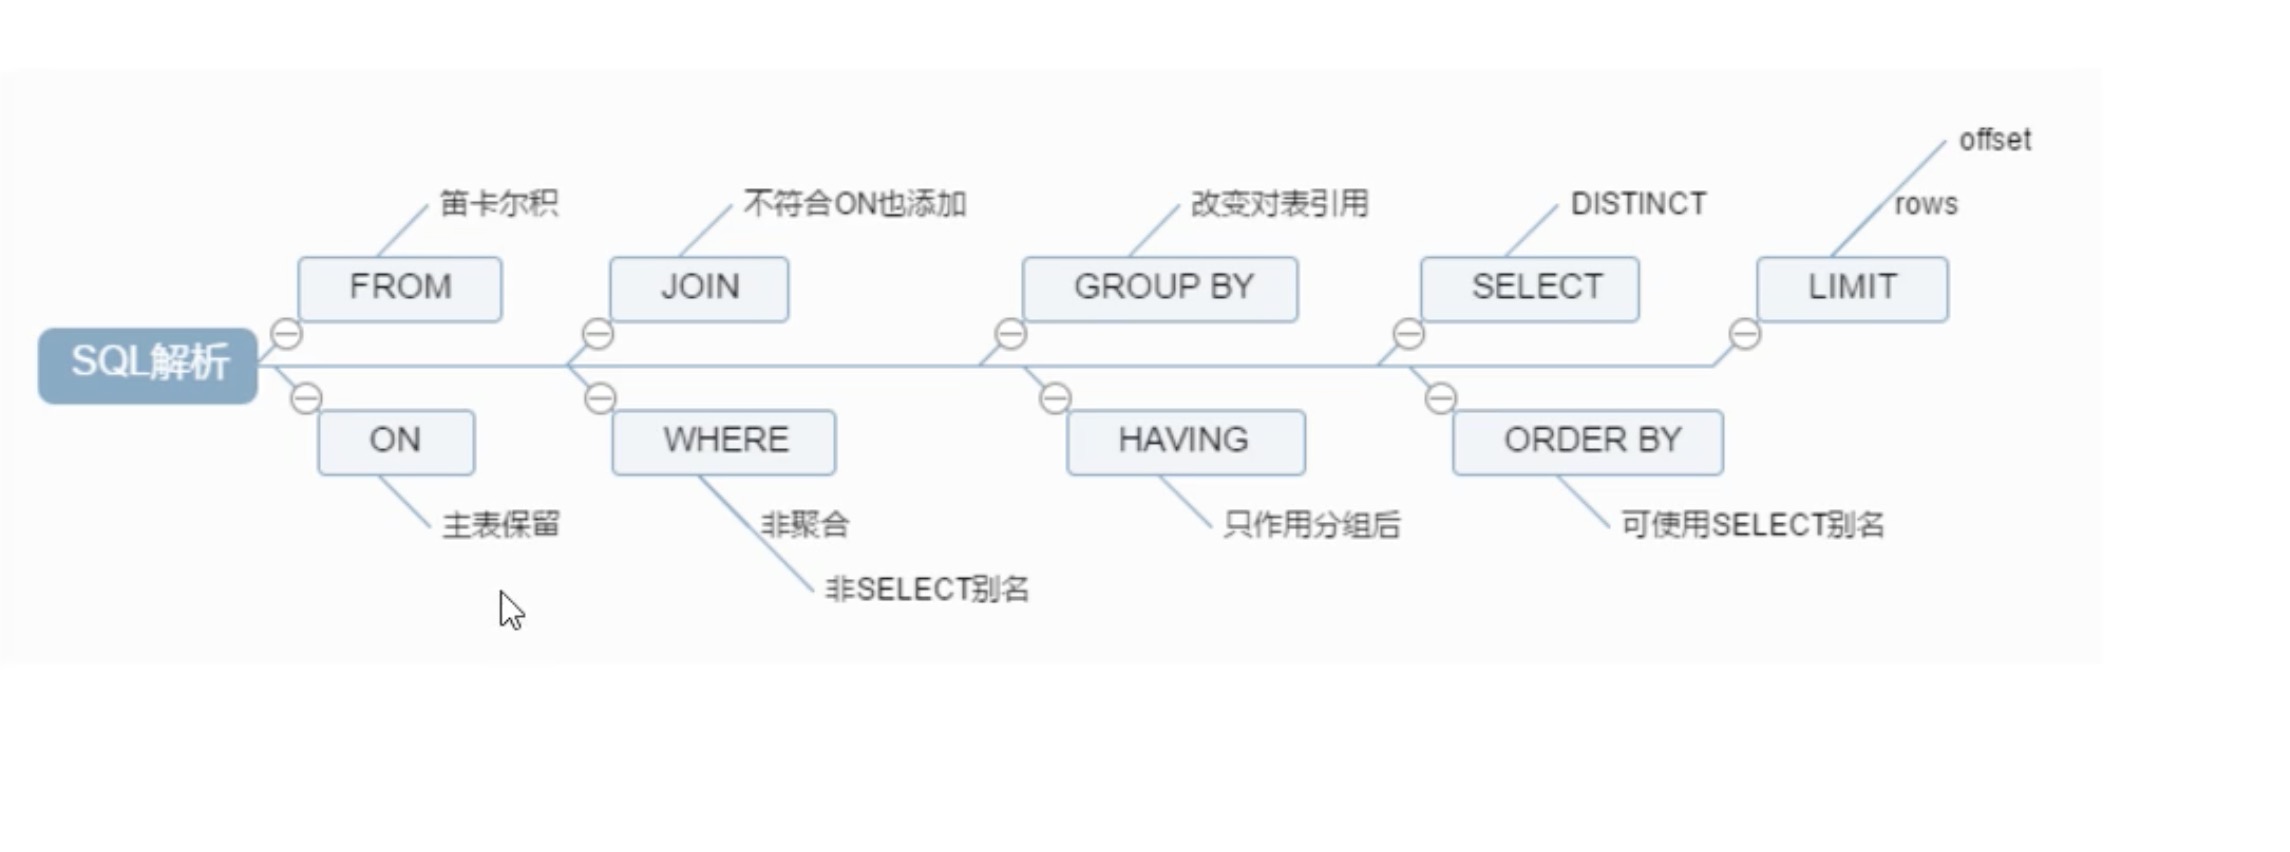 offset
笛卡尔积
不符合ON也添加
改变对表引用
DISTINCT
rows
FROM
JOIN
GROUP BY
SELECT
LIMIT
SQL解析
ON
WHERE
HAVING
ORDER BY
主表保留
非聚合
只作用分组后
可使用SELECT别名
非SELECT别名